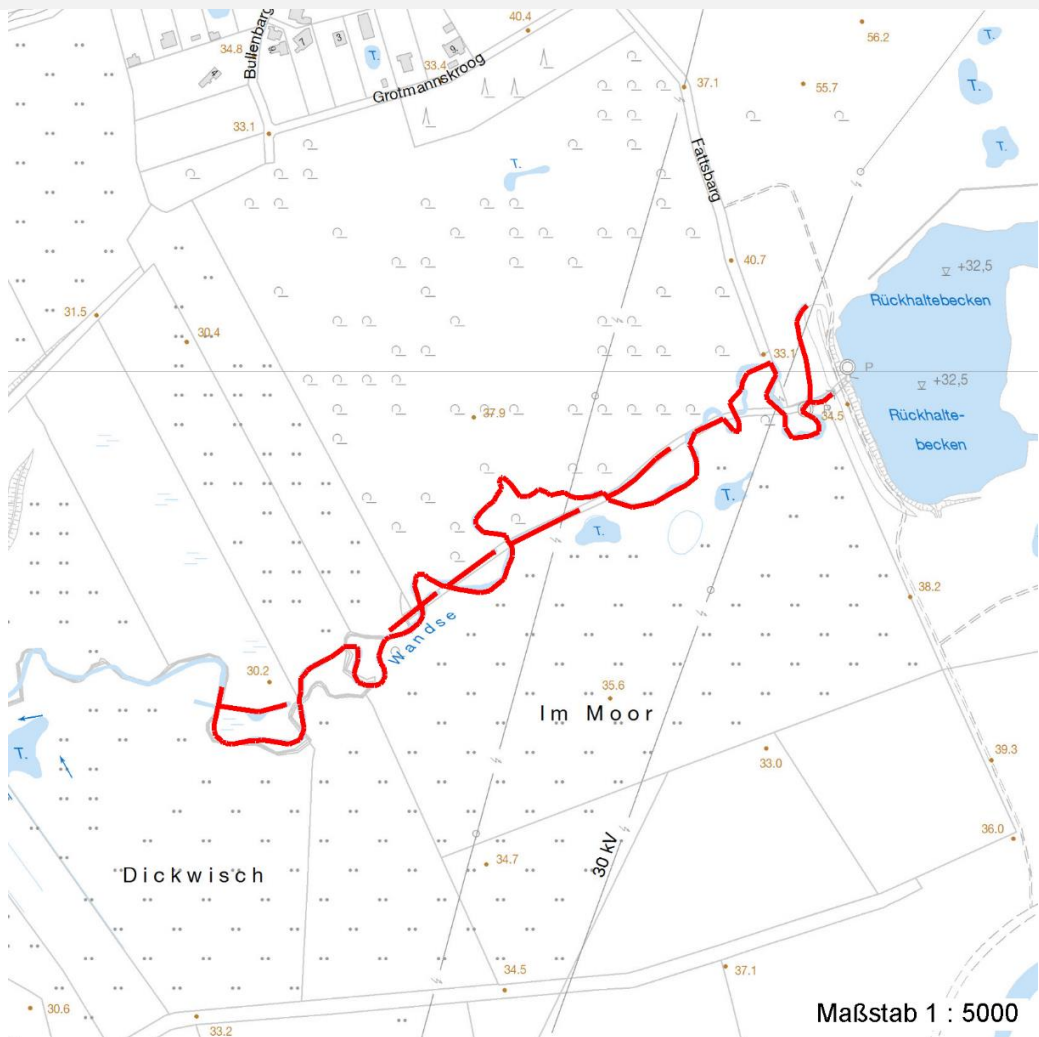 40.4
56.2
Bullenbarg
34.8
7
3
9
T.
33.4
T.
Grotmannskroog
37.1
55.7
33.1
T.
T.
Fattsbarg
40.7
+32,5
Rückhaltebecken
31.5
30.4
33.1
P
+32,5
37.9
34.5
Rückhalte-
becken
T.
T.
38.2
Wandse
30.2
35.6
Im Moor
T.
33.0
39.3
36.0
34.7
30 kV
Dickwisch
34.5
37.1
30.6
33.2
Maßstab 1 : 5000